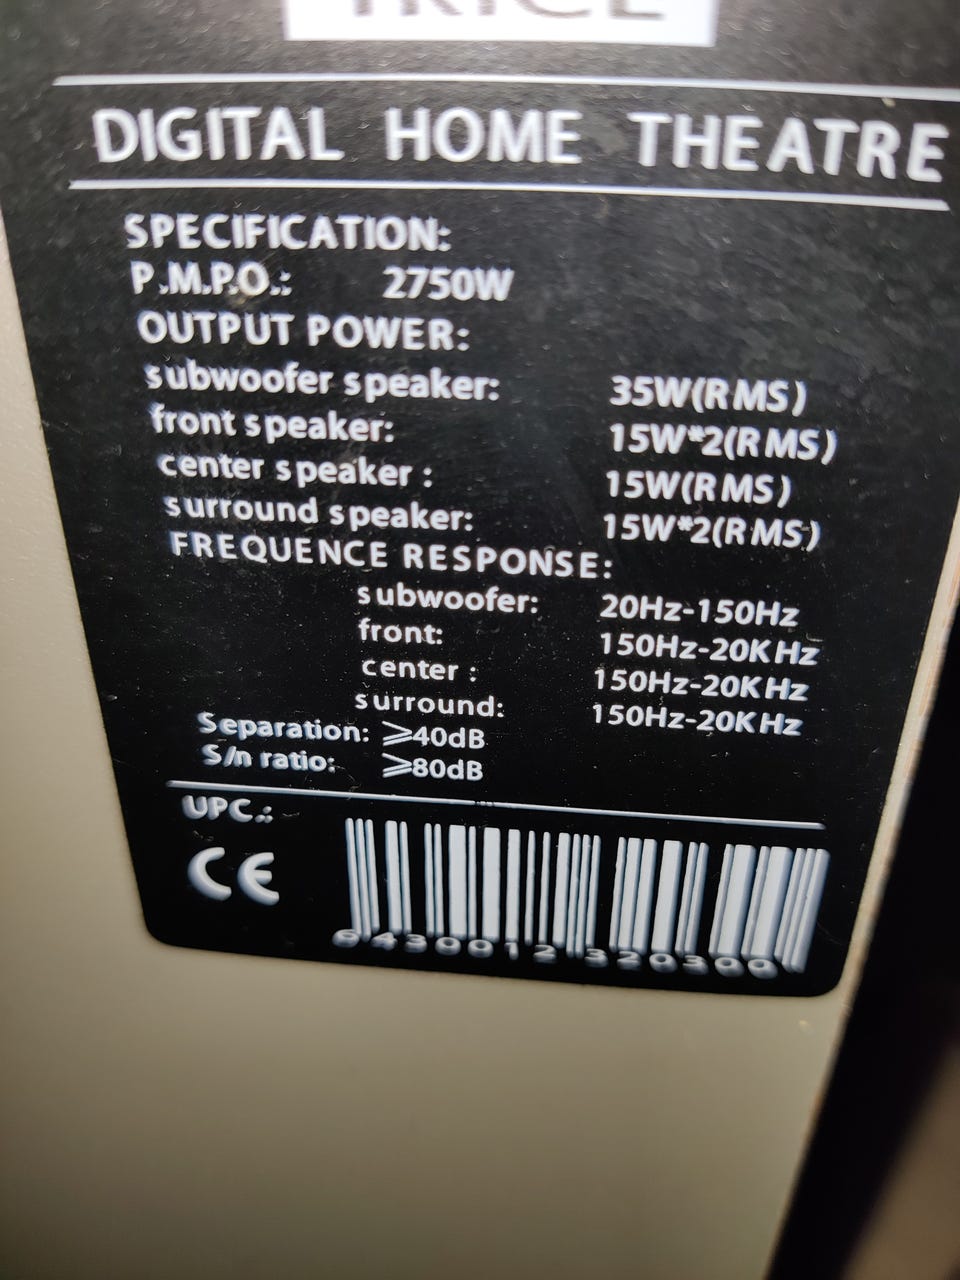 DIGITAL HOME THEATRE
SPECIFICATION:
P.M.P.O.: 2750W
OUTPUT POWER:
subwoofer speaker: 35W(RMS)
front speaker: 15W*2(RMS)
center speaker : 15W(RMS)
surround speaker: 15W*2(RMS)
FREQUENCE RESPONSE:
subwoofer: 20Hz-150Hz
front: 150Hz-20KHz
center : 150Hz-20KHz
surround: 150Hz-20KHz
Separation: ⩾40dB
S/n ratio: ⩾80dB
UPC.:
CE
6430012 320300